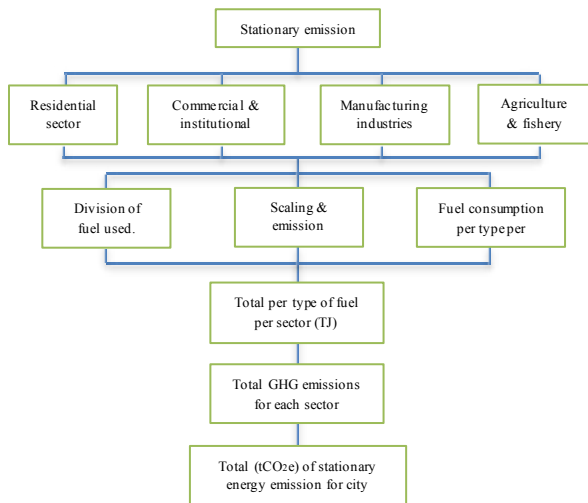 Stationary emission
Residential
sector
Commercial &
institutional
Manufacturing
industries
Agriculture
& fishery
Division of
fuel used.
Scaling &
emission
Fuel consumption
per type per
Total per type of fuel
per sector (TJ)
Total GHG emissions
for each sector
Total (tCO2e) of stationary
energy emission for city